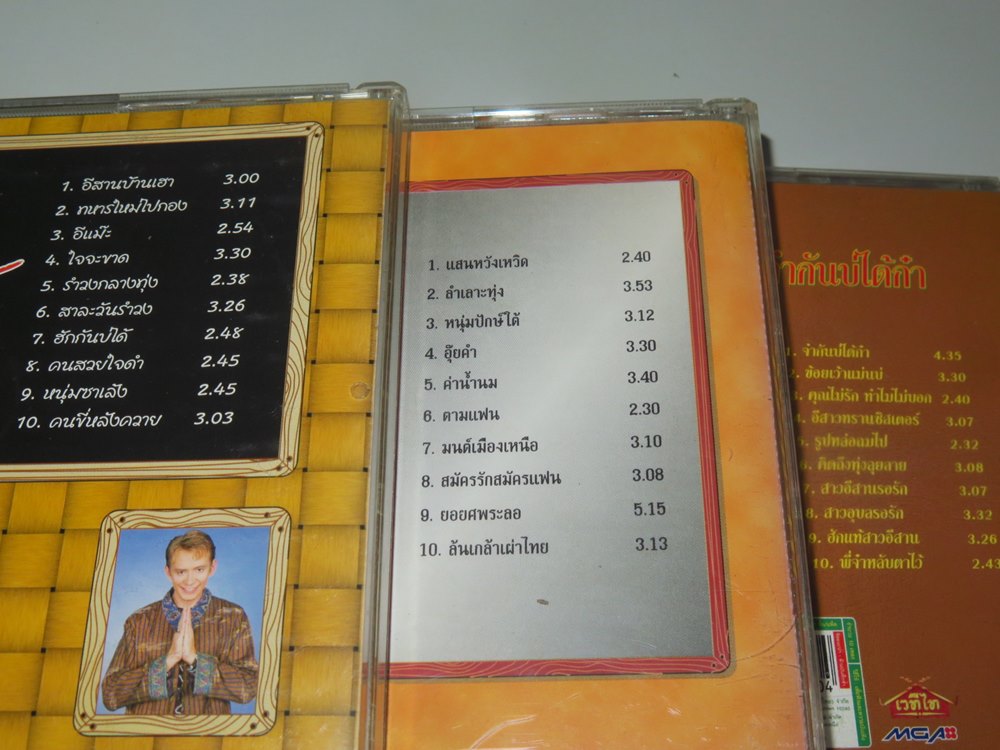 1. อีสานบ้านเฮา 3.00
2. ทหารใหม่ไปกอง 3.11
3. อีแม๊ะ 2.54
4. ใจจะขาด 3.30
5. รำวงกลางทุ่ง 2.38
6. สาละวันรำวง 3.26
7. ฮักกันบ่ได้ 2.48
8. คนสวยใจดำ 2.45
9. หนุ่มซาเล้ง 2.45
10. คนขี่หลังควาย 3.03
1. แสนหวังเหวิด 2.40
2. ลำเลาะทุ่ง 3.53
3. หนุ่มปักษ์ใต้ 3.12
4. อุ๊ยคำ 3.30
5. ค่าน้ำนม 3.40
6. ตามแฟน 2.30
7. มนต์เมืองเหนือ 3.10
8. สมัครรักสมัครแฟน 3.08
9. ยอยศพระลอ 5.15
10. ล้นเกล้าเผ่าไทย 3.13
จำกันบ่ได้ก๋า
1. จำกันบ่ได้ก๋า 4.35
2. ข้อยเว้าแม่นบ่ 3.30
3. คุณไม่รัก ทำไมไม่บอก 2.40
4. อีสาวทรานซิสเตอร์ 3.07
5. รูปหล่อถมไป 2.32
6. คิดถึงทุ่งลุยลาย 3.08
7. สาวอีสานรอรัก 3.07
8. สาวอุบลรอรัก 3.32
9. ฮักแท้สาวอีสาน 3.26
10. พี่จ๋าหลับตาไว้ 2.43
เวทีไท
MGA